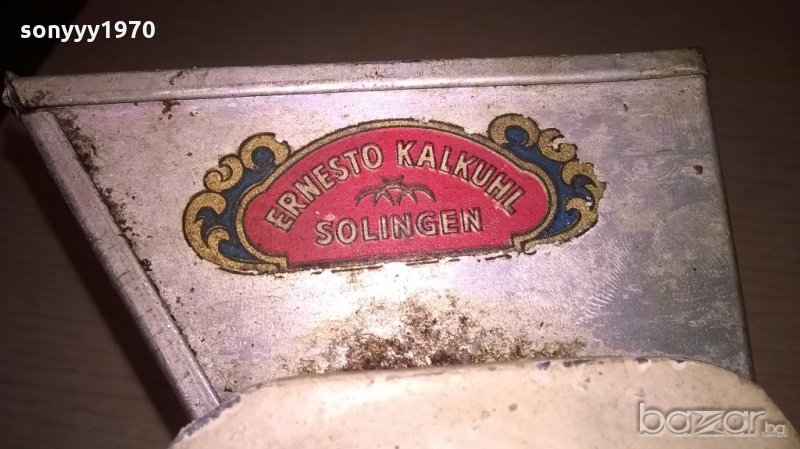 sonyyy1970
ERNESTO KALKUHL
SOLINGEN
bazar.bg